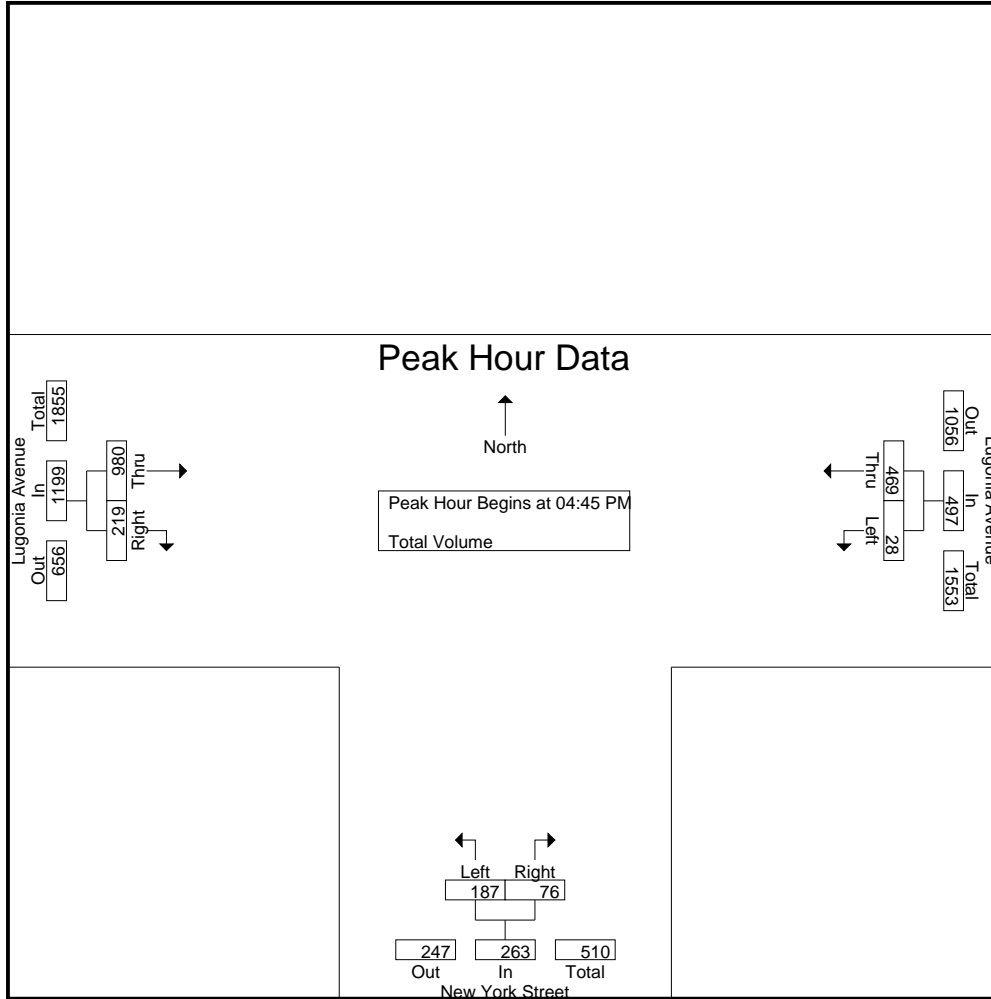 Peak Hour Data
North
Peak Hour Begins at 04:45 PM
Total Volume
Lugonia Avenue
Total
1855
In
1199
Out
656
980
Thru
219
Right
Out
1056
In
497
Total
1553
Lugonia Avenue
469
Thru
28
Left
Left
187
Right
76
247
263
510
Out
In
Total
New York Street